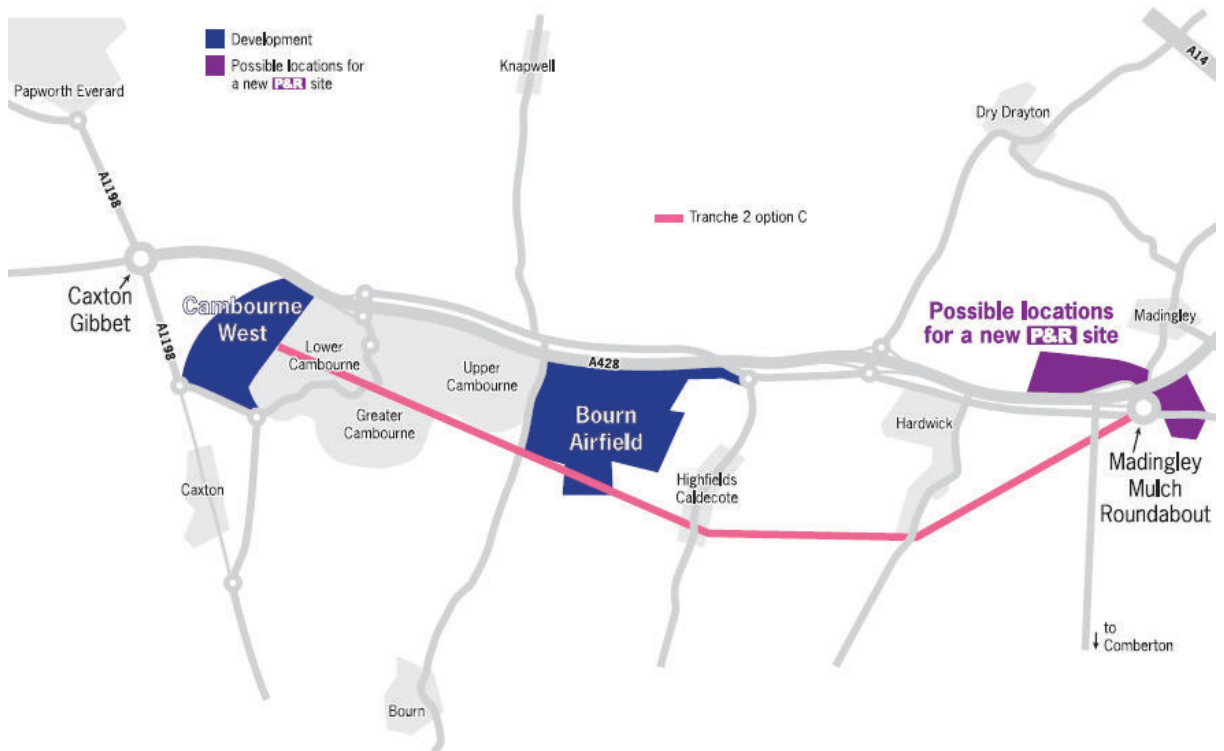 Development
Possible locations for
a new P&R site
Knapwell
A14
Papworth Everard
Dry Drayton
A1198
Tranche 2 option C
Caxton
Gibbet
Cambourne
West
Possible locations
for a new P&R site
Madingley
A1198
Lower
Cambourne
Upper
Cambourne
A428
Greater
Cambourne
Bourn
Airfield
Hardwick
Caxton
Highfields
Caldecote
Madingley
Mulch
Roundabout
to
Comberton
Bourn